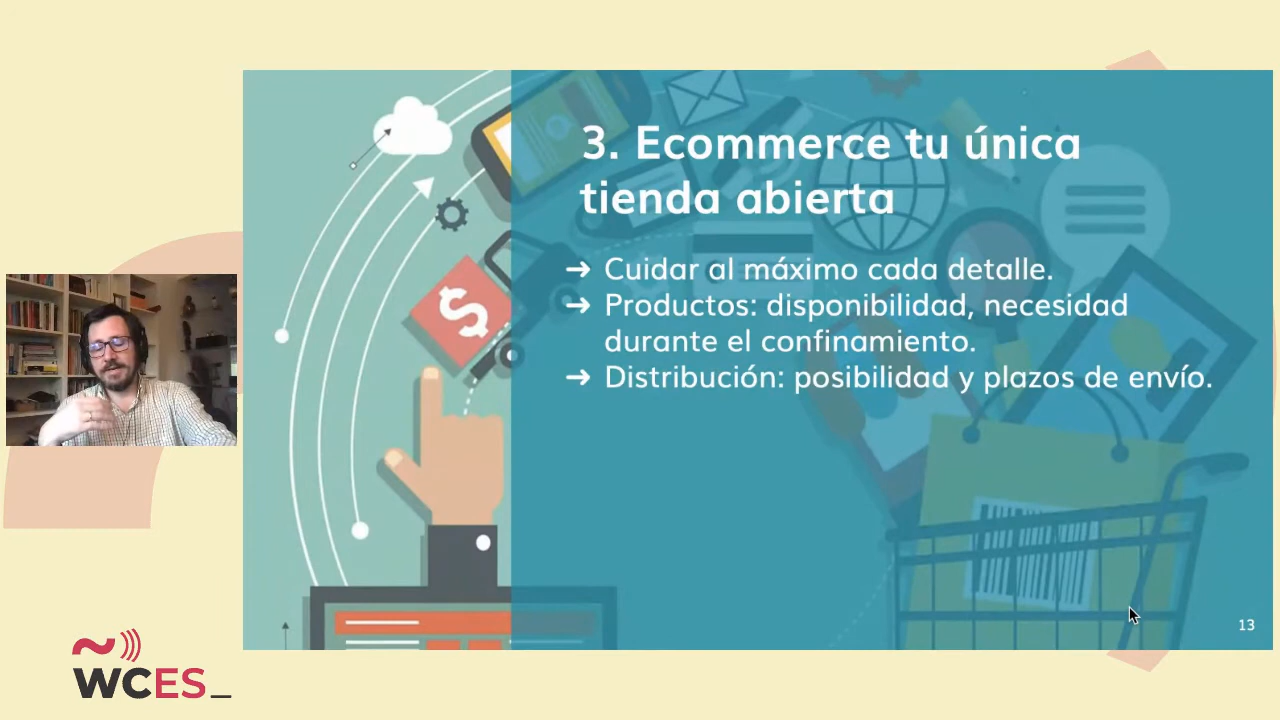 3. Ecommerce tu única
tienda abierta
➜ Cuidar al máximo cada detalle.
➜ Productos: disponibilidad, necesidad
durante el confinamiento.
➜ Distribución: posibilidad y plazos de envío.
$
13
WCES_